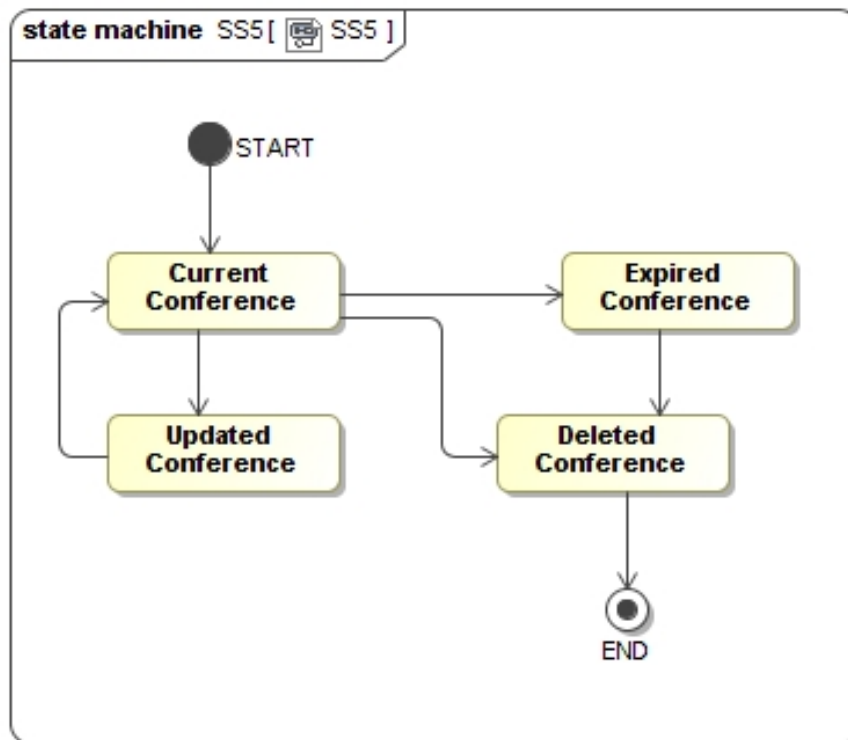 state machine SS5[ SS5 ]
START
Current
Conference
Expired
Conference
Updated
Conference
Deleted
Conference
END